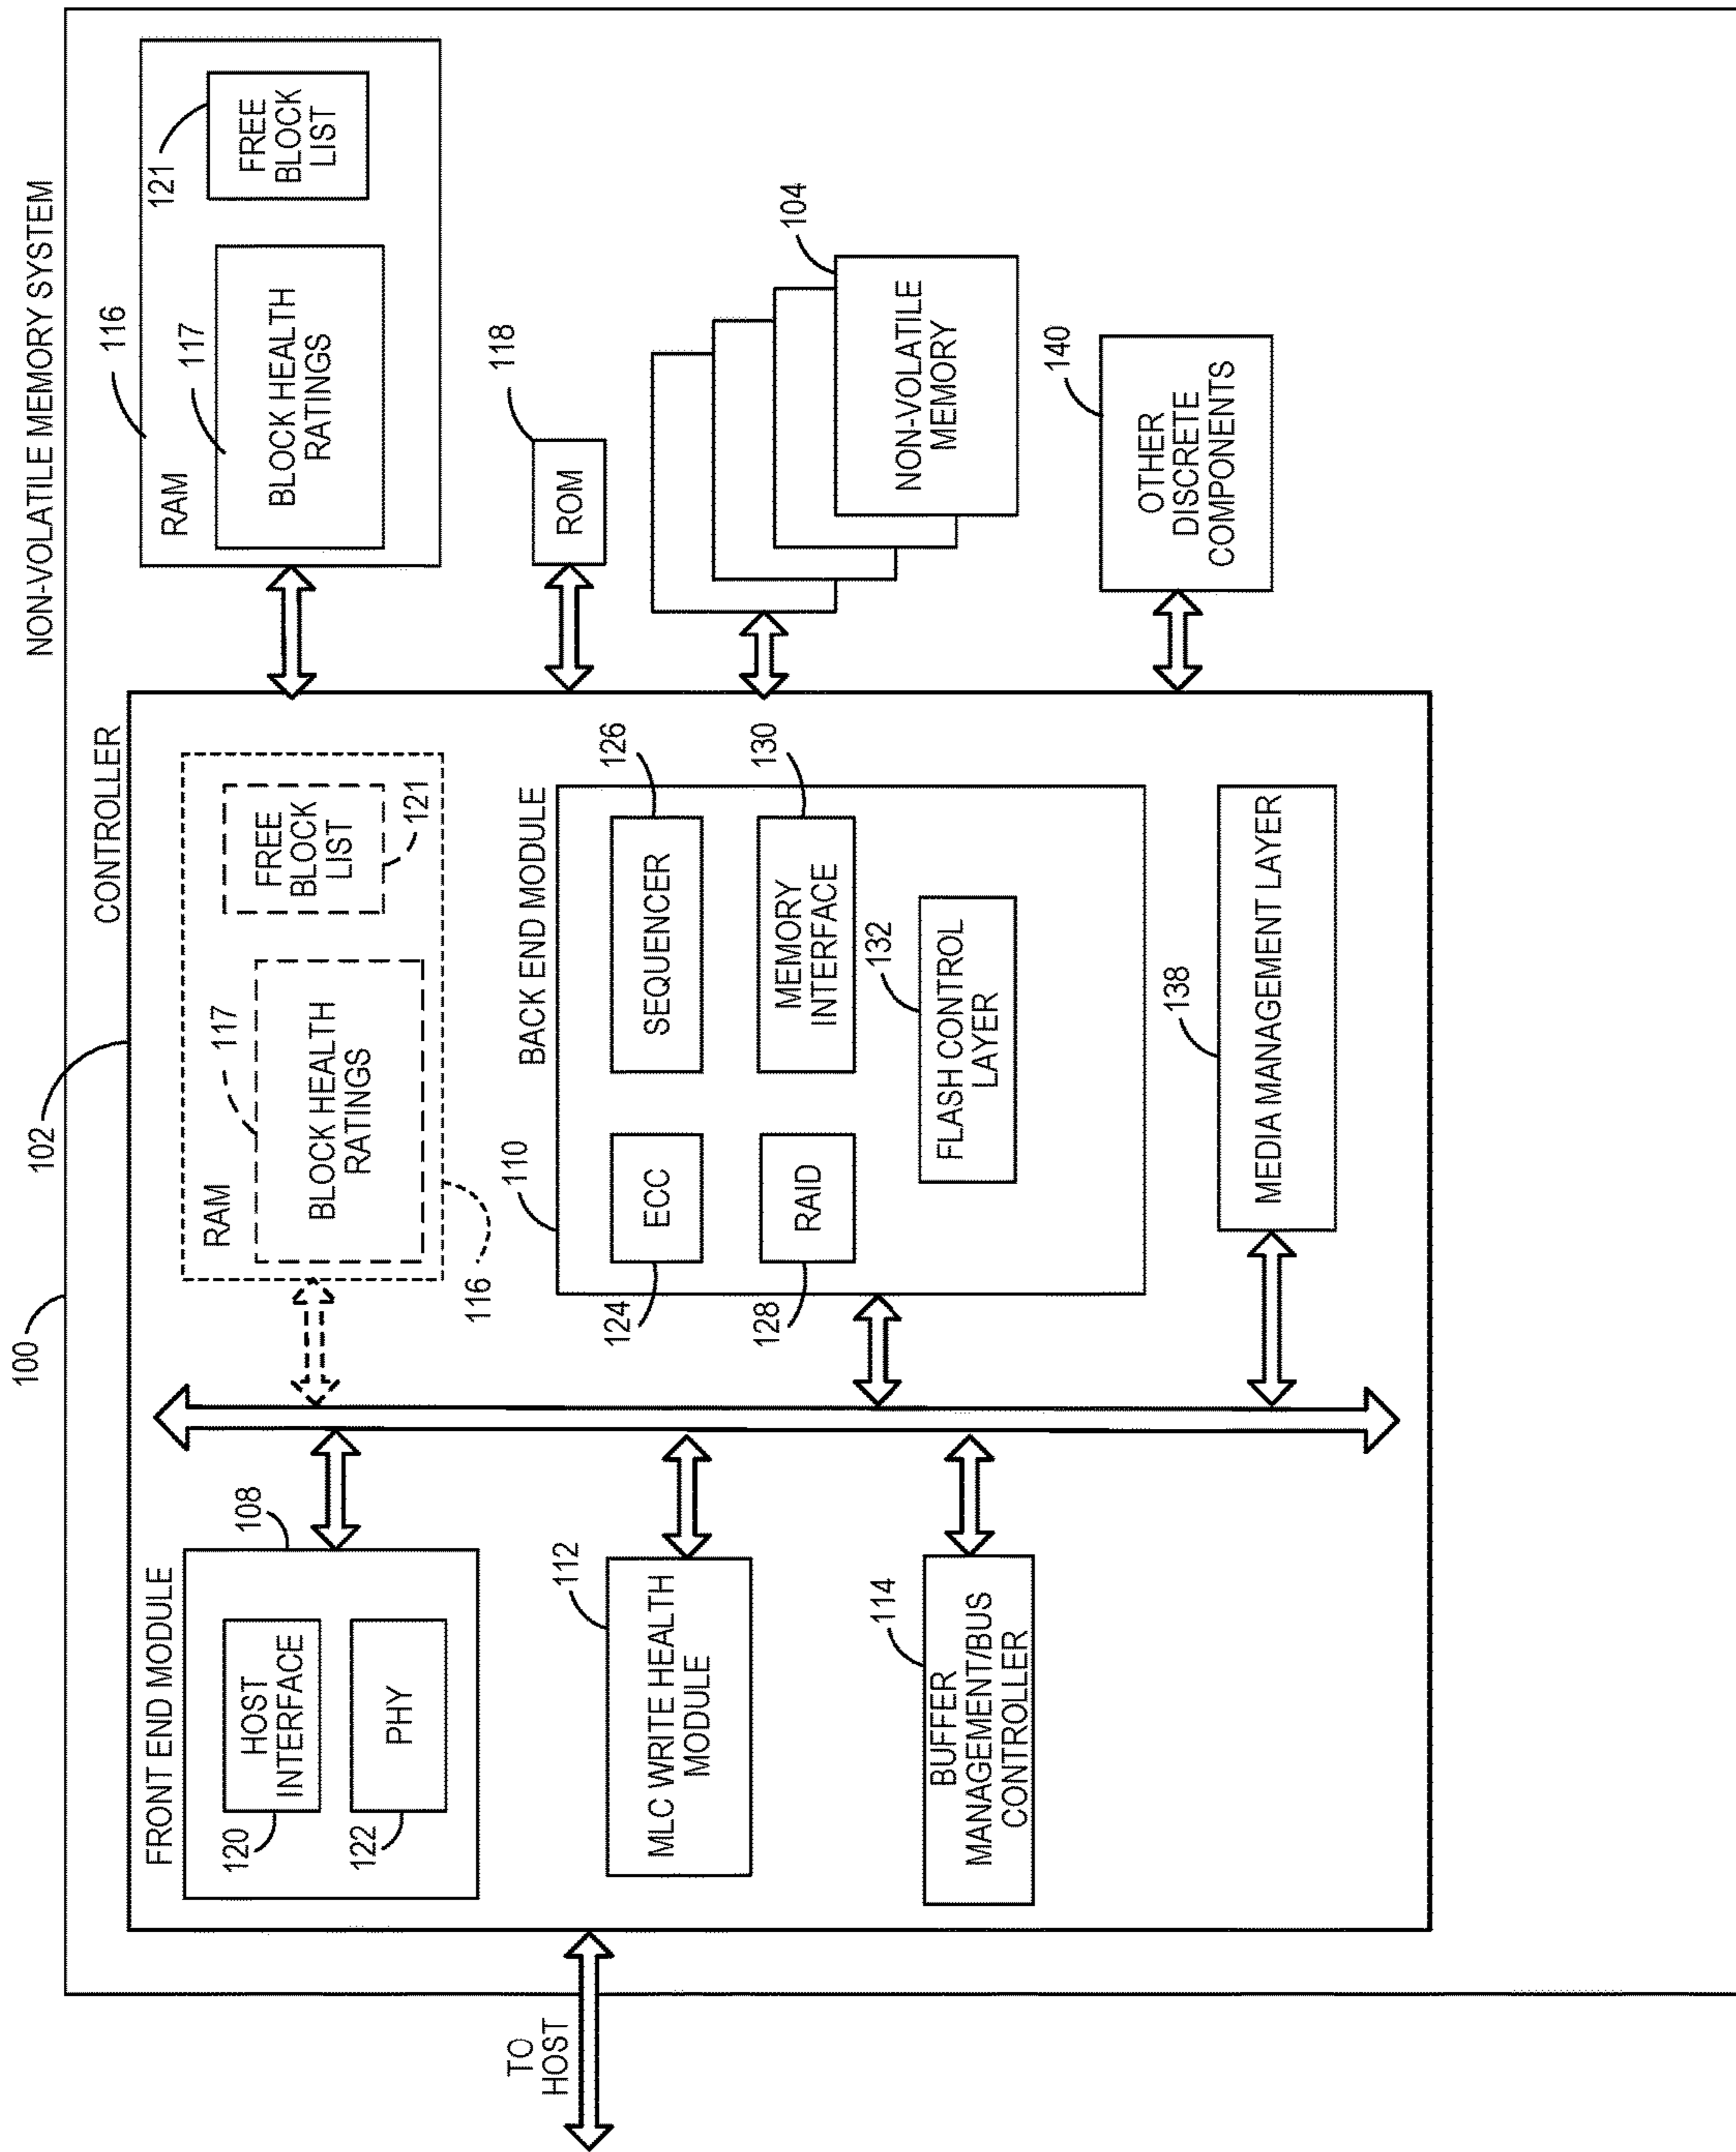 NON-VOLATILE MEMORY SYSTEM
100
102
CONTROLLER
116
RAM
117
BLOCK HEALTH
RATINGS
121
FREE
BLOCK
LIST
FRONT END MODULE
108
HOST
INTERFACE
120
PHY
122
RAM
117
BLOCK HEALTH
RATINGS
FREE
BLOCK
LIST
121
116
118
ROM
TO
HOST
112
MLC WRITE HEALTH
MODULE
110
BACK END MODULE
ECC
124
SEQUENCER
126
RAID
128
MEMORY
INTERFACE
130
132
FLASH CONTROL
LAYER
104
NON-VOLATILE
MEMORY
114
BUFFER
MANAGEMENT/BUS
CONTROLLER
138
MEDIA MANAGEMENT LAYER
140
OTHER
DISCRETE
COMPONENTS